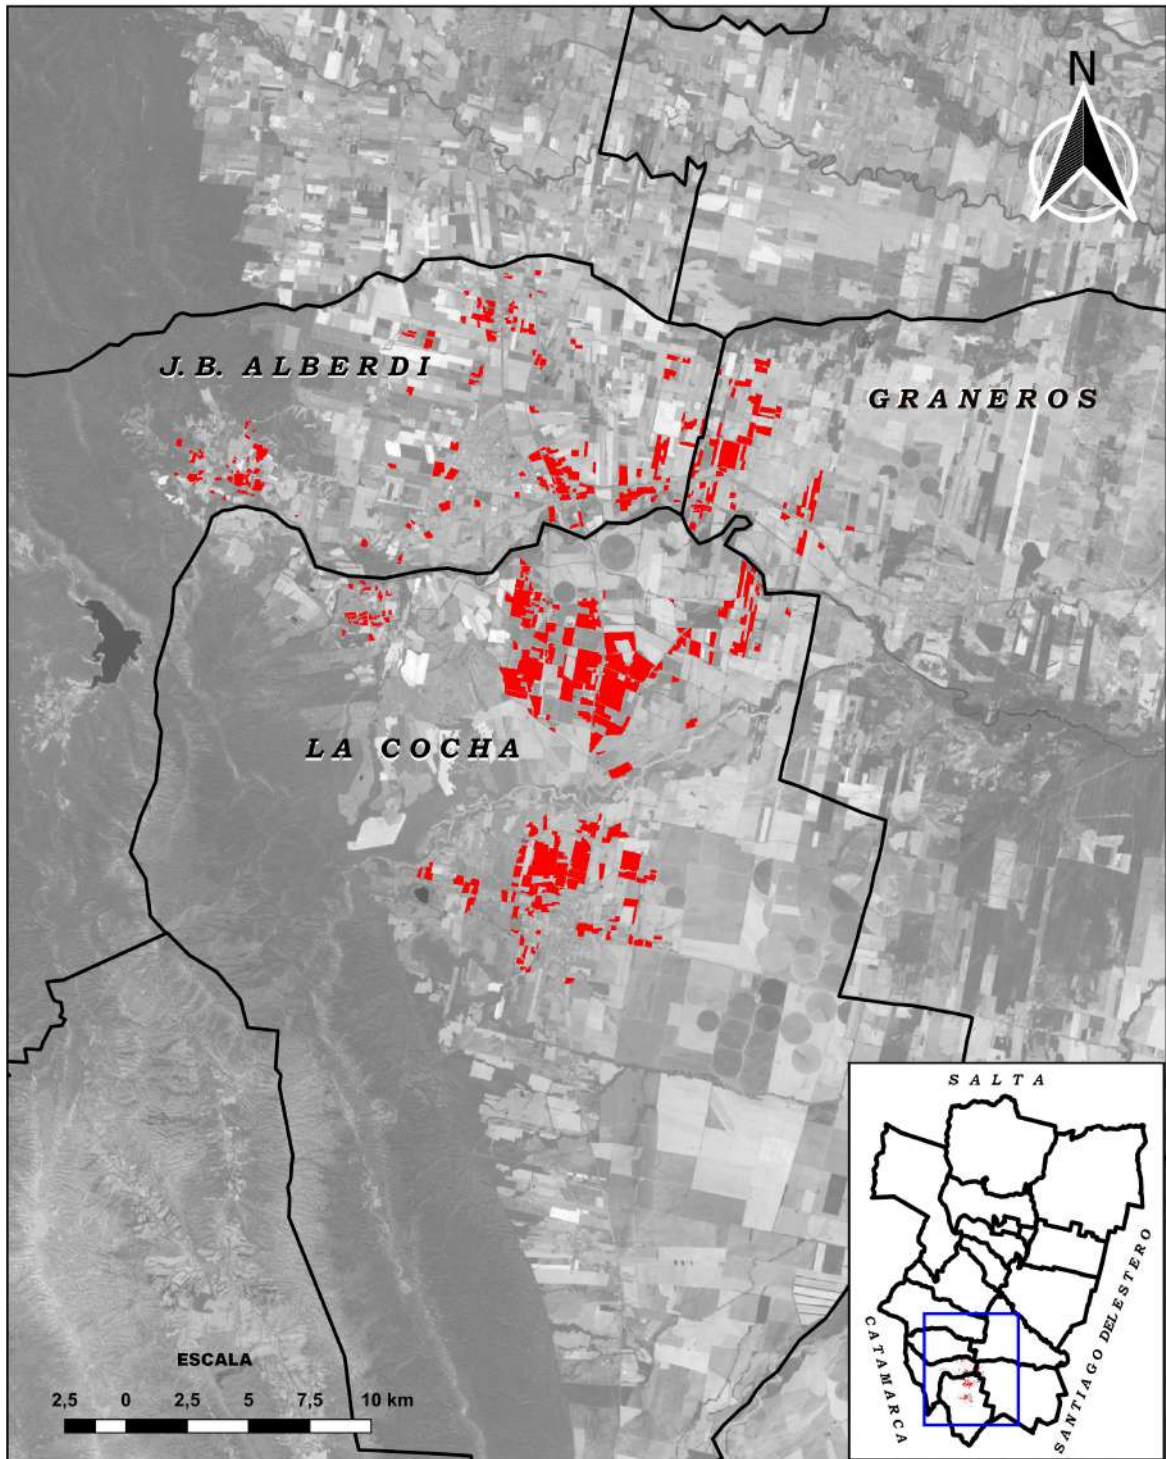 N
J. B. ALBERDI
GRANEROS
LA COCHA
SALTA
CATAMARCA
SANTIAGO DEL ESTERO
ESCALA
2,5 0 2,5 5 7,5 10 km